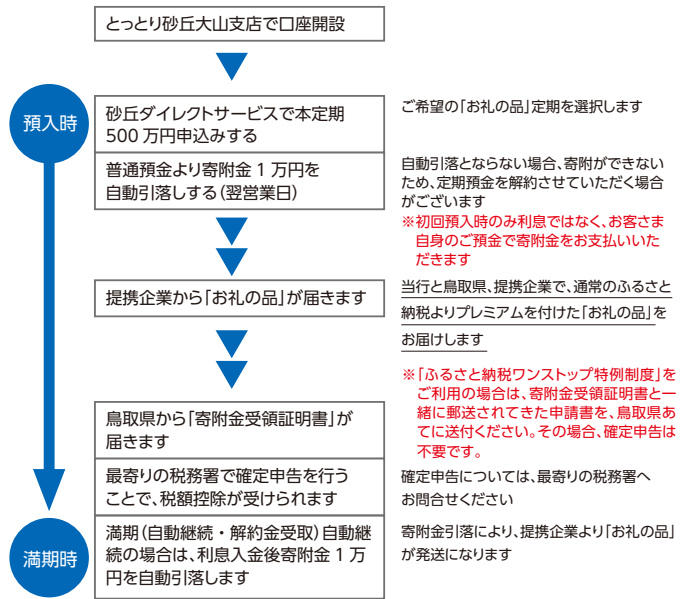 とっとり砂丘大山支店で口座開設
預入時
砂丘ダイレクトサービスで本定期
500 万円申込みする
ご希望の「お礼の品」定期を選択します
普通預金より寄附金 1 万円を
自動引落しする（翌営業日）
自動引落とならない場合、寄附ができない
ため、定期預金を解約させていただく場合
がございます
※初回預入時のみ利息ではなく、お客さま
自身のご預金で寄附金をお支払いいた
だきます
提携企業から「お礼の品」が届きます
当行と鳥取県、提携企業で、通常のふるさと
納税よりプレミアムを付けた「お礼の品」を
お届けします
※「ふるさと納税ワンストップ特例制度」を
ご利用の場合は、寄附金受領証明書と一
緒に郵送されてきた申請書を、鳥取県あ
てに送付ください。その場合、確定申告は
不要です。
鳥取県から「寄附金受領証明書」が
届きます
最寄りの税務署で確定申告を行う
ことで、税額控除が受けられます
確定申告については、最寄りの税務署へ
お問合せください
満期時
満期（自動継続・解約金受取）自動継
続の場合は、利息入金後寄附金 1 万
円を自動引落します
寄附金引落により、提携企業より「お礼の品」
が発送になります